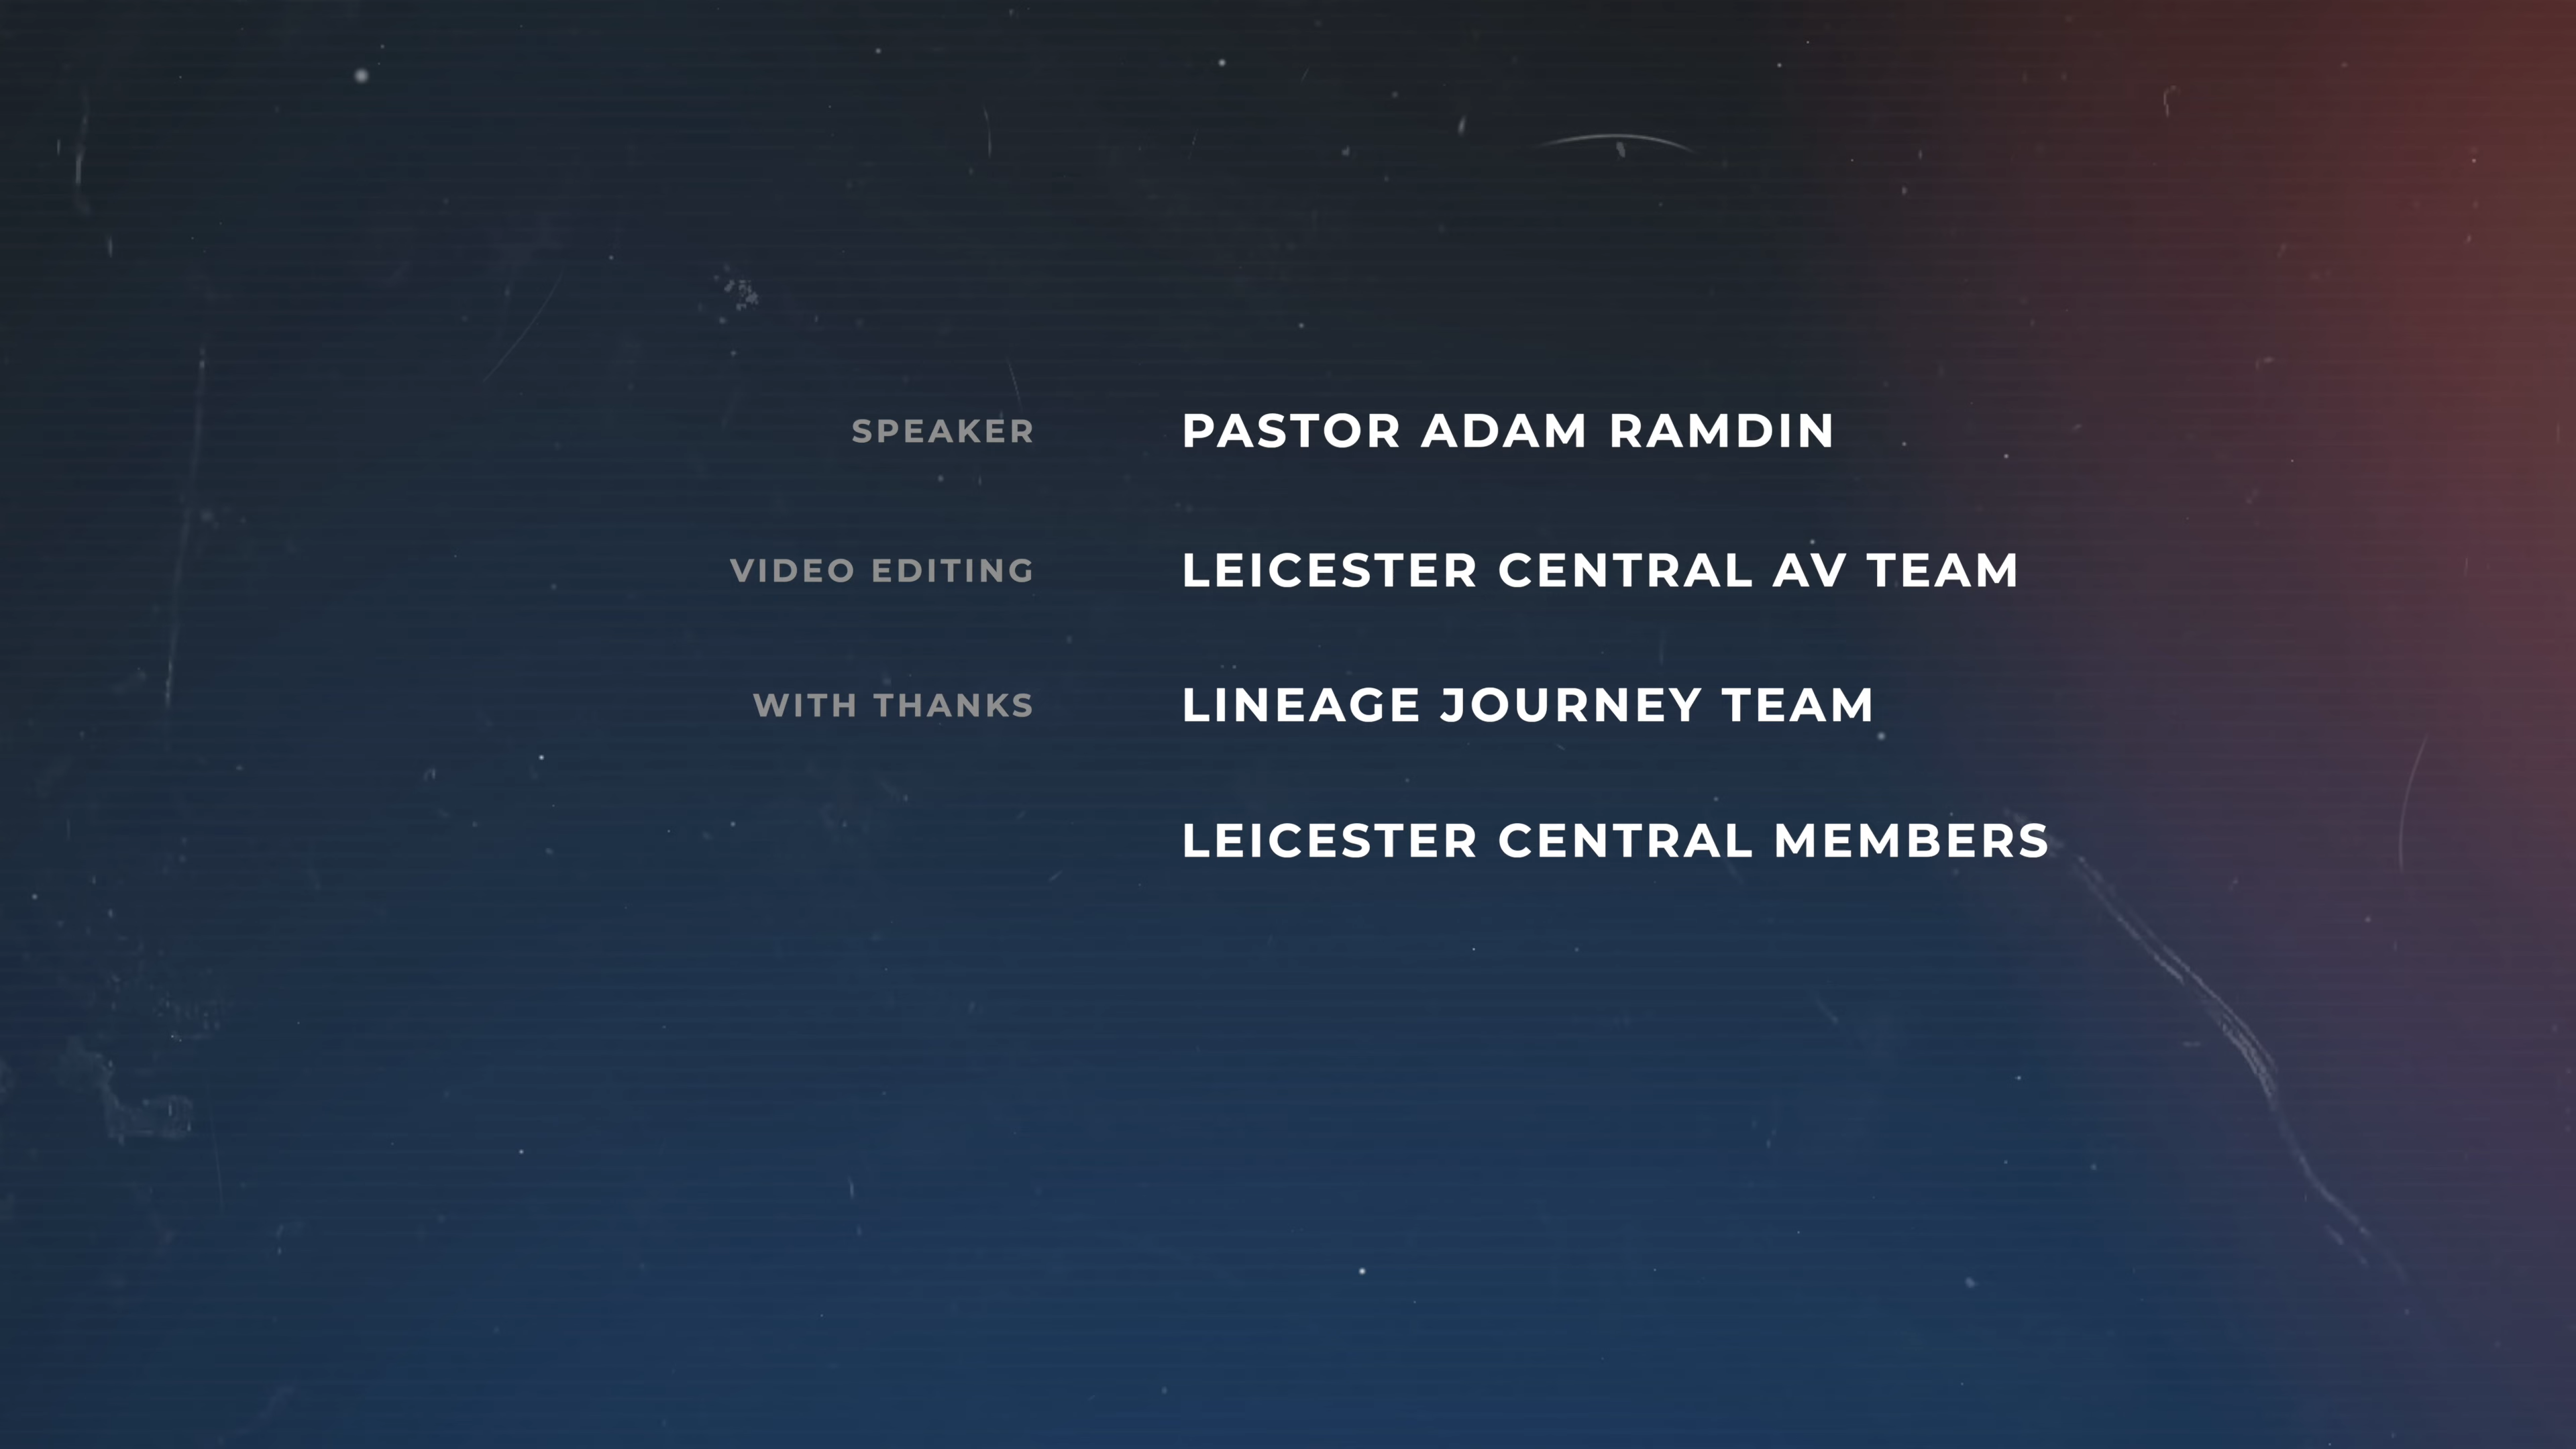 SPEAKER PASTOR ADAM RAMDIN
VIDEO EDITING LEICESTER CENTRAL AV TEAM
WITH THANKS LINEAGE JOURNEY TEAM
LEICESTER CENTRAL MEMBERS